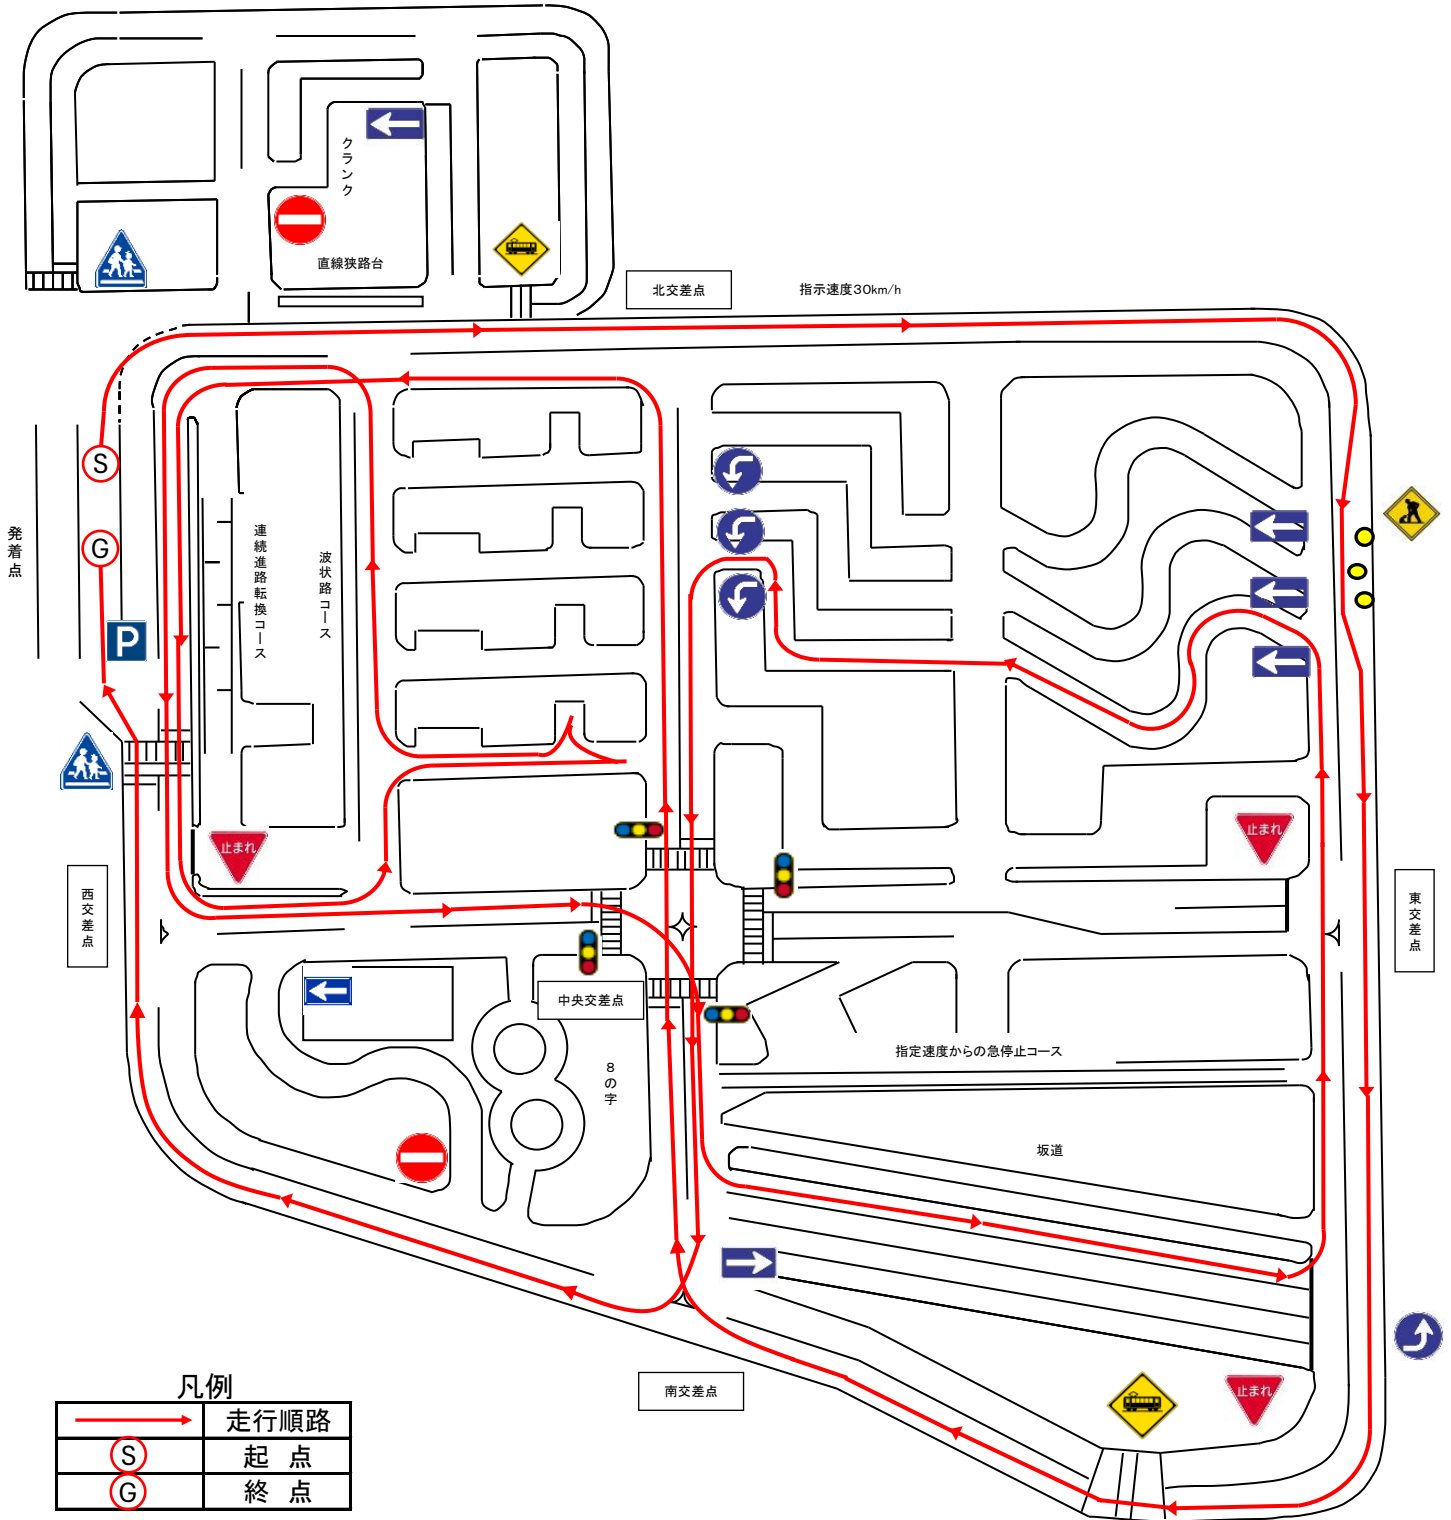 クランク
直線狭路台
北交差点
指示速度30km/h
S
G
発着点
P
連続進路転換コース
波状路コース
止まれ
止まれ
西交差点
東交差点
中央交差点
8の字
指定速度からの急停止コース
坂道
南交差点
止まれ
凡例
走行順路
S 起 点
G 終 点